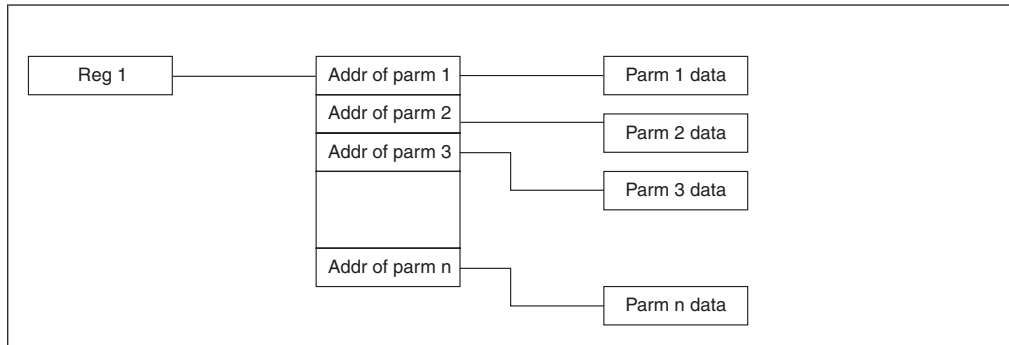 Reg 1
Addr of parm 1
Parm 1 data
Addr of parm 2
Parm 2 data
Addr of parm 3
Parm 3 data
Addr of parm n
Parm n data